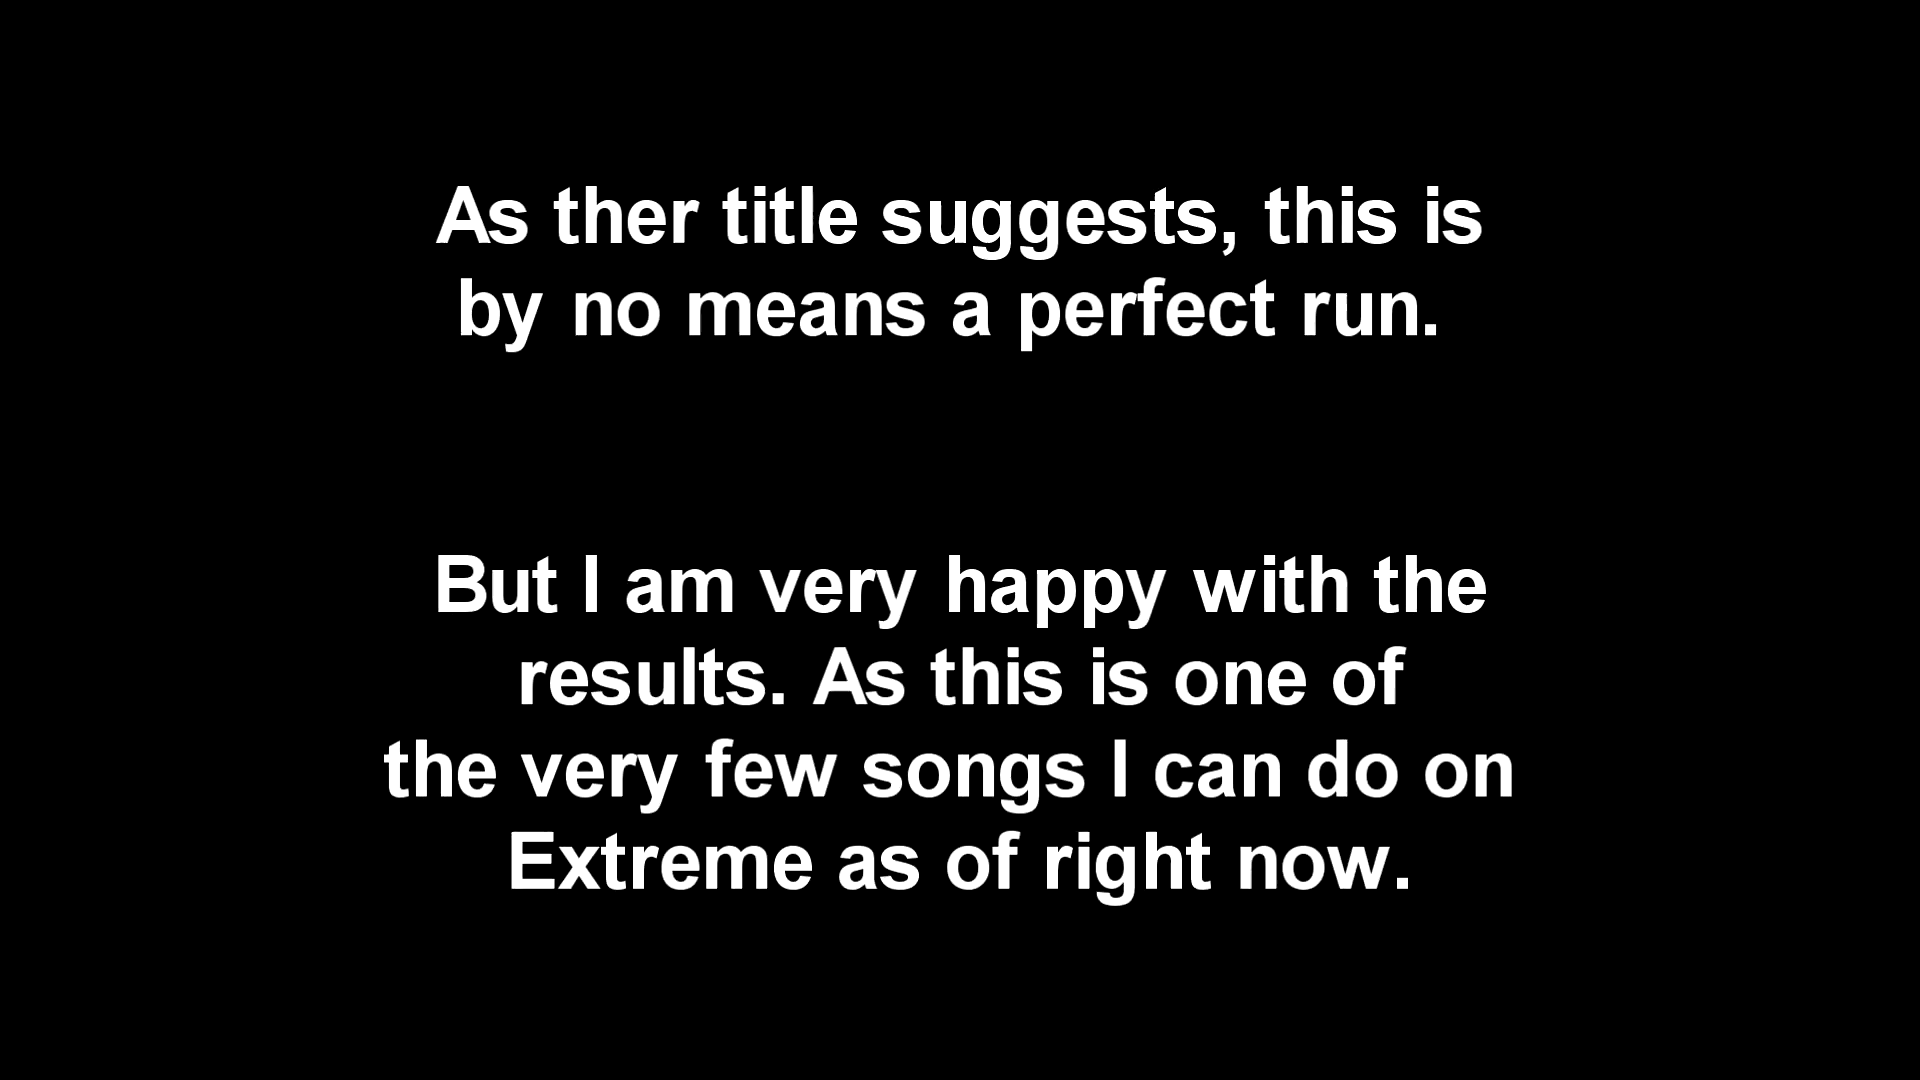 As ther title suggests, this is
by no means a perfect run.
But I am very happy with the
results. As this is one of
the very few songs I can do on
Extreme as of right now.